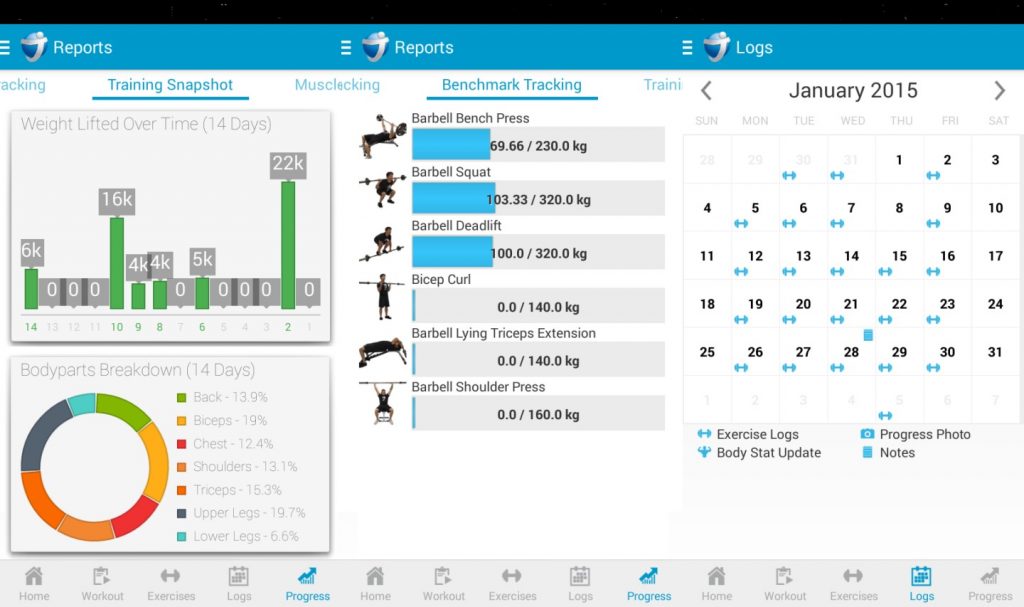 Reports
acking Training Snapshot Muscle
Weight Lifted Over Time (14 Days)
6k 0 0 0 16k 4k 4k 0 5k 0 0 0 22k 0
14 13 12 11 10 9 8 7 6 5 4 3 2 1
Bodyparts Breakdown (14 Days)
Back - 13.9%
Biceps - 19%
Chest - 12.4%
Shoulders - 13.1%
Triceps - 15.3%
Upper Legs - 19.7%
Lower Legs - 6.6%
Home Workout Exercises Logs Progress
Reports
cking Benchmark Tracking Traini
Barbell Bench Press
69.66 / 230.0 kg
Barbell Squat
103.33 / 320.0 kg
Barbell Deadlift
100.0 / 320.0 kg
Bicep Curl
0.0 / 140.0 kg
Barbell Lying Triceps Extension
0.0 / 140.0 kg
Barbell Shoulder Press
0.0 / 160.0 kg
Home Workout Exercises Logs Progress
Logs
January 2015
SUN MON TUE WED THU FRI SAT
28 29 30 31 1 2 3
4 5 6 7 8 9 10
11 12 13 14 15 16 17
18 19 20 21 22 23 24
25 26 27 28 29 30 31
1 2 3 4 5 6 7
Exercise Logs Progress Photo
Body Stat Update Notes
Home Workout Exercises Logs Progress